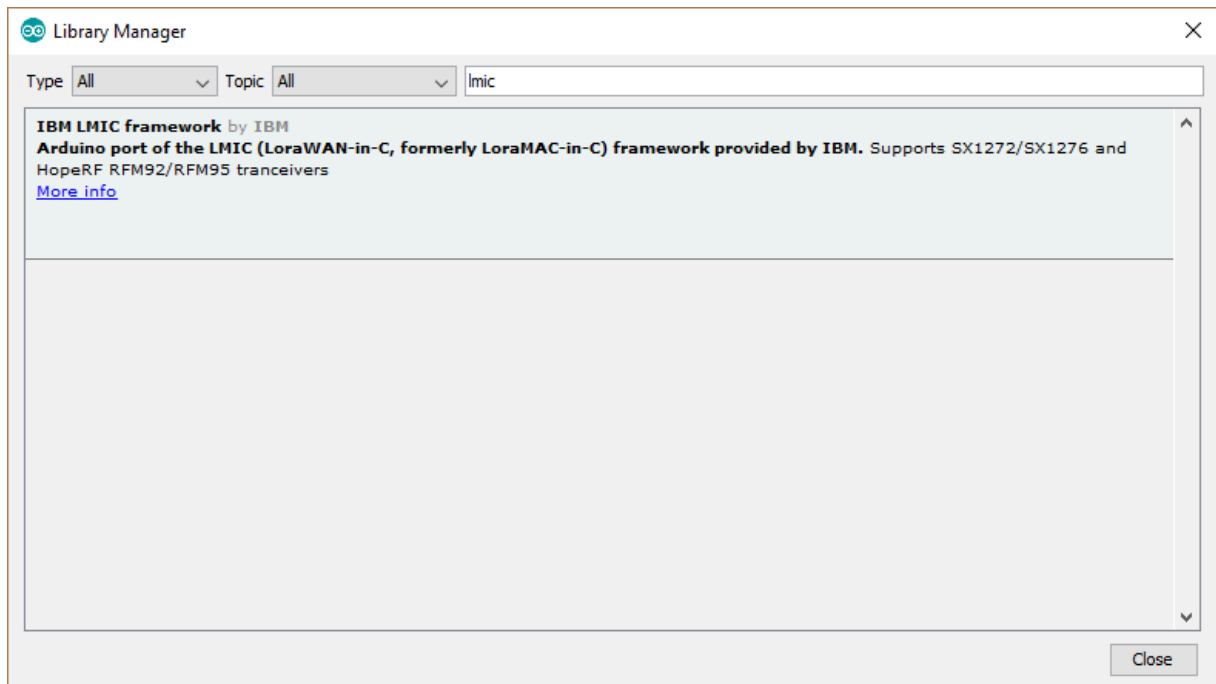 Library Manager
Type All Topic All lmic
IBM LMIC framework by IBM
Arduino port of the LMIC (LoraWAN-in-C, formerly LoraMAC-in-C) framework provided by IBM. Supports SX1272/SX1276 and
HopeRF RFM92/RFM95 tranceivers
More info
Close